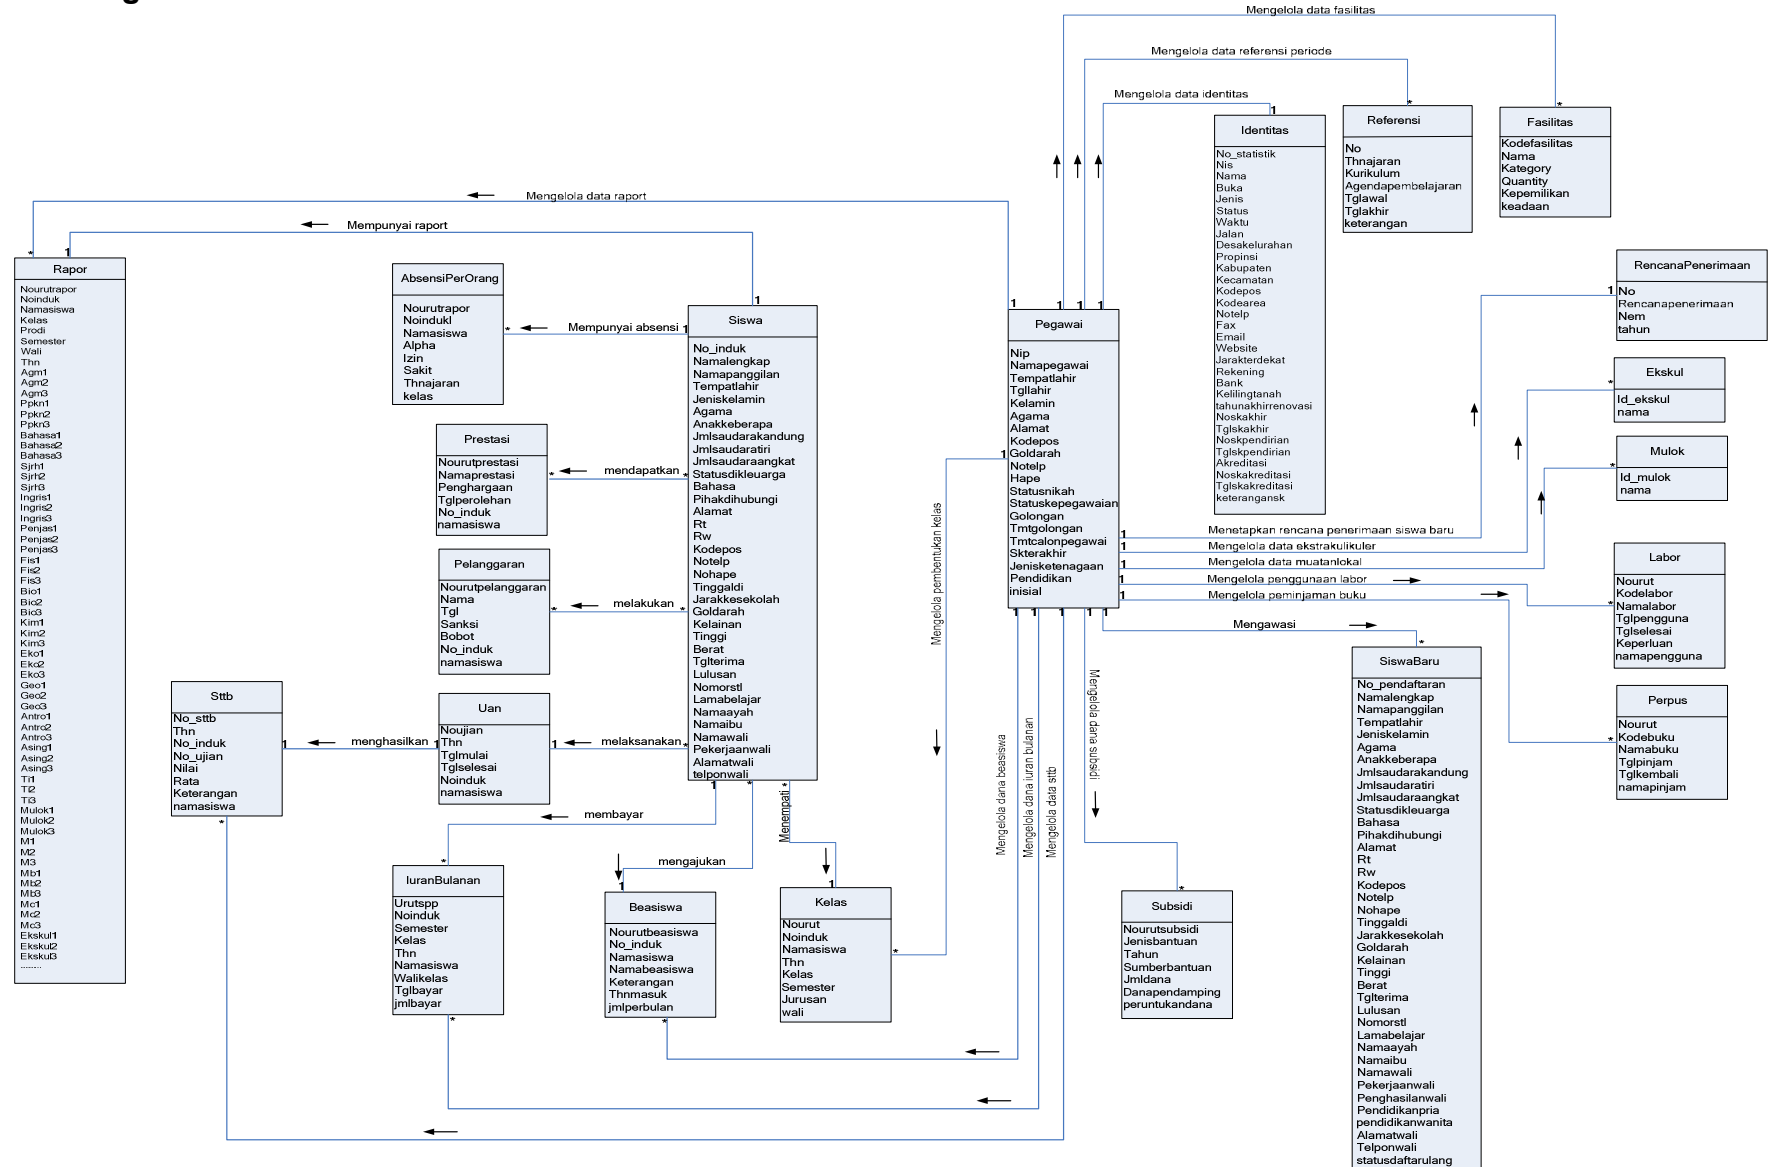 Mengelola data fasilitas
Mengelola data referensi periode
Mengelola data identitas
Mengelola data raport
Mempunyai raport
Rapor
Nourutrapor
Noinduk
Namasiswa
Kelas
Prodi
Semester
Wali
Thn
Agm1
Agm2
Agm3
Ppkn1
Ppkn2
Ppkn3
Bahasa1
Bahasa2
Bahasa3
Sjrh1
Sjrh2
Sjrh3
Ingris1
Ingris2
Ingris3
Penjas1
Penjas2
Penjas3
Fis1
Fis2
Fis3
Bio1
Bio2
Bio3
Kim1
Kim2
Kim3
Eko1
Eko2
Eko3
Geo1
Geo2
Geo3
Antro1
Antro2
Antro3
Asing1
Asing2
Asing3
Ti1
Ti2
Ti3
Mulok1
Mulok2
Mulok3
M1
M2
M3
Mb1
Mb2
Mb3
Mc1
Mc2
Mc3
Ekskul1
Ekskul2
Ekskul3
.........
AbsensiPerOrang
Nourutrapor
Noindukl
Namasiswa
Alpha
Izin
Sakit
Thnajaran
kelas
* Mempunyai absensi 1
Prestasi
Nourutprestasi
Namaprestasi
Penghargaan
Tglperolehan
No_induk
namasiswa
* mendapatkan *
Pelanggaran
Nourutpelanggaran
Nama
Tgl
Sanksi
Bobot
No_induk
namasiswa
* melakukan *
Sttb
No_sttb
Thn
No_induk
No_ujian
Nilai
Rata
Keterangan
namasiswa
1 menghasilkan 1
Uan
Noujian
Thn
Tglmulai
Tglselesai
Noinduk
namasiswa
1 melaksanakan *
Siswa
No_induk
Namalengkap
Namapanggilan
Tempatlahir
Jeniskelamin
Agama
Anakkeberapa
Jmlsaudarakandung
Jmlsaudaratiri
Jmlsaudaraangkat
Statusdikleuarga
Bahasa
Pihakdihubungi
Alamat
Rt
Rw
Kodepos
Notelp
Nohape
Tinggaldi
Jarakkesekolah
Goldarah
Kelainan
Tinggi
Berat
Tglterima
Lulusan
Nomorstl
Lamabelajar
Namaayah
Namaibu
Namawali
Pekerjaanwali
Alamatwali
telponwali
membayar
mengajukan
Menempati
IuranBulanan
Urutspp
Noinduk
Semester
Kelas
Thn
Namasiswa
Walikelas
Tglbayar
jmlbayar
Beasiswa
Nourutbeasiswa
No_induk
Namasiswa
Namabeasiswa
Keterangan
Thnmasuk
jmlperbulan
Kelas
Nourut
Noinduk
Namasiswa
Thn
Kelas
Semester
Jurusan
wali
Mengelola pembentukan kelas
Pegawai
Nip
Namapegawai
Tempatlahir
Tgllahir
Kelamin
Agama
Alamat
Kodepos
Goldarah
Notelp
Hape
Statusnikah
Statuskepegawaian
Golongan
Tmtgolongan
Tmtcalonpegawai
Skterakhir
Jenisketenagaan
Pendidikan
inisial
Mengelola dana beasiswa
Mengelola dana iuran bulanan
Mengelola data sttb
Mengelola dana subsidi
Subsidi
Nourutsubsidi
Jenisbantuan
Tahun
Sumberbantuan
Jmldana
Danapendamping
peruntukandana
Identitas
No_statistik
Nis
Nama
Buka
Jenis
Status
Waktu
Jalan
Desakelurahan
Propinsi
Kabupaten
Kecamatan
Kodepos
Kodearea
Notelp
Fax
Email
Website
Jarakterdekat
Rekening
Bank
Kelilingtanah
tahunakhirrenovasi
Noskakhir
Tglskakhir
Noskpendirian
Tglskpendirian
Akreditasi
Noskakreditasi
Tglskakreditasi
keterangansk
Referensi
No
Thnajaran
Kurikulum
Agendapembelajaran
Tglawal
Tglakhir
keterangan
Fasilitas
Kodefasilitas
Nama
Kategory
Quantity
Kepemilikan
keadaan
1 Menetapkan rencana penerimaan siswa baru
1 Mengelola data ekstrakulikuler
1 Mengelola data muatanlokal
1 Mengelola penggunaan labor
1 Mengelola peminjaman buku
Mengawasi
RencanaPenerimaan
No
Rencanapenerimaan
Nem
tahun
Ekskul
Id_ekskul
nama
Mulok
Id_mulok
nama
Labor
Nourut
Kodelabor
Namalabor
Tglpengguna
Tglselesai
Keperluan
namapengguna
Perpus
Nourut
Kodebuku
Namabuku
Tglpinjam
Tglkembali
namapinjam
SiswaBaru
No_pendaftaran
Namalengkap
Namapanggilan
Tempatlahir
Jeniskelamin
Agama
Anakkeberapa
Jmlsaudarakandung
Jmlsaudaratiri
Jmlsaudaraangkat
Statusdikleuarga
Bahasa
Pihakdihubungi
Alamat
Rt
Rw
Kodepos
Notelp
Nohape
Tinggaldi
Jarakkesekolah
Goldarah
Kelainan
Tinggi
Berat
Tglterima
Lulusan
Nomorstl
Lamabelajar
Namaayah
Namaibu
Namawali
Pekerjaanwali
Penghasilanwali
Pendidikanpria
pendidikanwanita
Alamatwali
Telponwali
statusdaftarulang